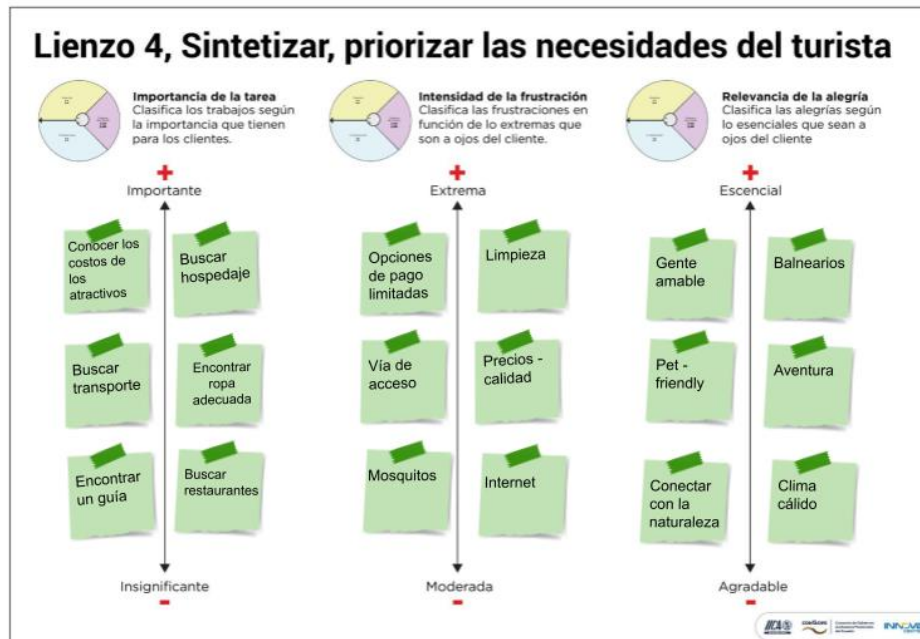 Lienzo 4, Sintetizar, priorizar las necesidades del turista
Importancia de la tarea
Clasifica los trabajos según
la importancia que tienen
para los clientes.
+
Importante
Conocer los
costos de
los
atractivos
Buscar
hospedaje
Buscar
transporte
Encontrar
ropa
adecuada
Encontrar
un guía
Buscar
restaurantes
Insignificante
-
Intensidad de la frustración
Clasifica las frustraciones en
función de lo extremas que
son a ojos del cliente.
+
Extrema
Opciones
de pago
limitadas
Limpieza
Vía de
acceso
Precios -
calidad
Mosquitos
Internet
Moderada
-
Relevancia de la alegría
Clasifica las alegrías según
lo esenciales que sean a
ojos del cliente
+
Escencial
Gente
amable
Balnearios
Pet -
friendly
Aventura
Conectar
con la
naturaleza
Clima
cálido
Agradable
-
IICA